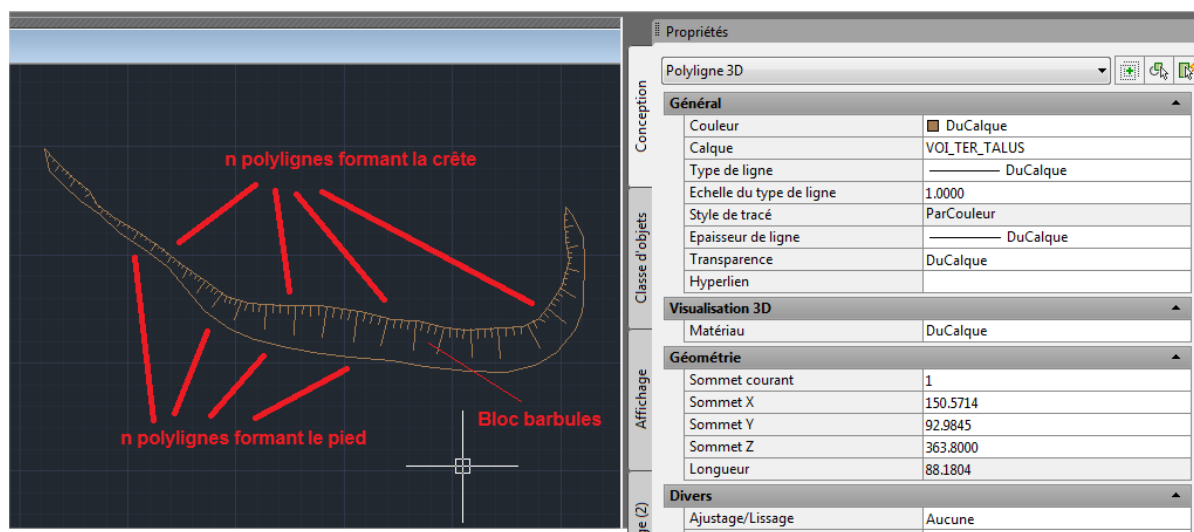 Propriétés
Polyligne 3D
Général
Couleur DuCalque
Calque VOI_TER_TALUS
Type de ligne DuCalque
Echelle du type de ligne 1.0000
Style de tracé ParCouleur
Epaisseur de ligne DuCalque
Transparence DuCalque
Hyperlien
Visualisation 3D
Matériau DuCalque
Géométrie
Sommet courant 1
Sommet X 150.5714
Sommet Y 92.9845
Sommet Z 363.8000
Longueur 88.1804
Divers
Ajustage/Lissage Aucune
Conception
Classe d'objets
Affichage
ge (2)
n polylignes formant la crête
Bloc barbules
n polylignes formant le pied